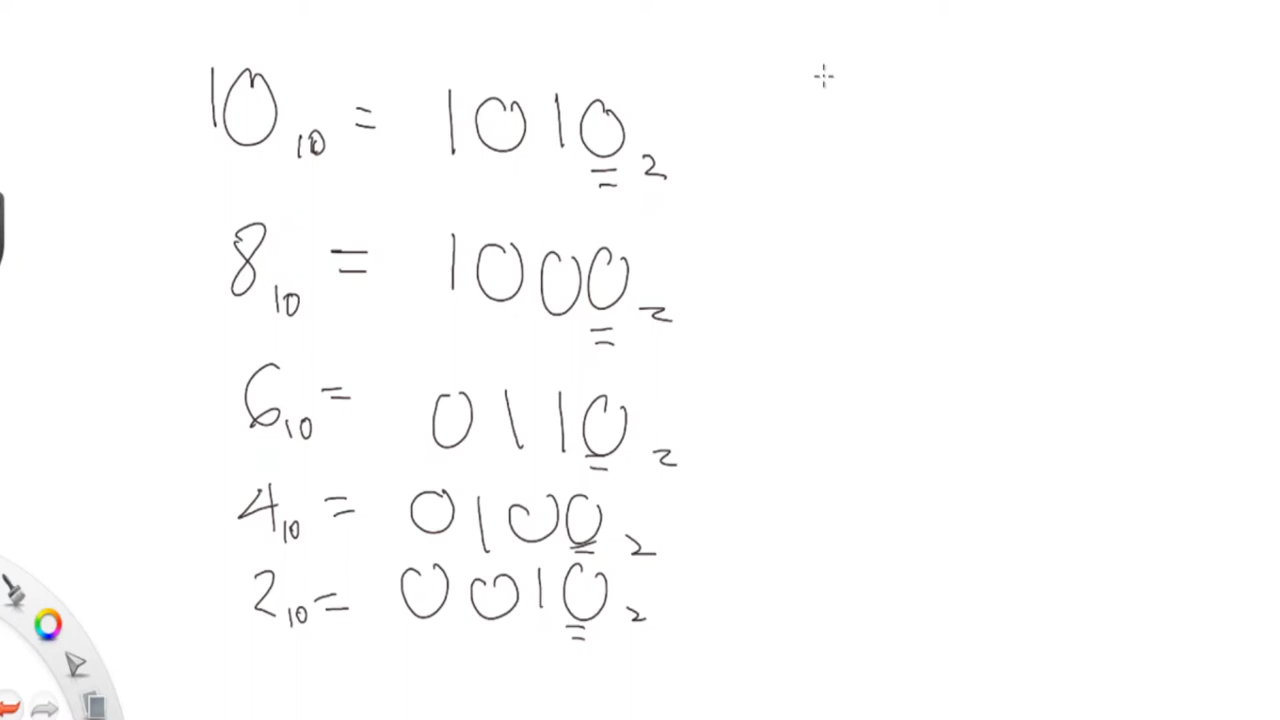 10₁₀ = 1010₂
8₁₀ = 1000₂
6₁₀ = 0110₂
4₁₀ = 0100₂
2₁₀ = 0010₂